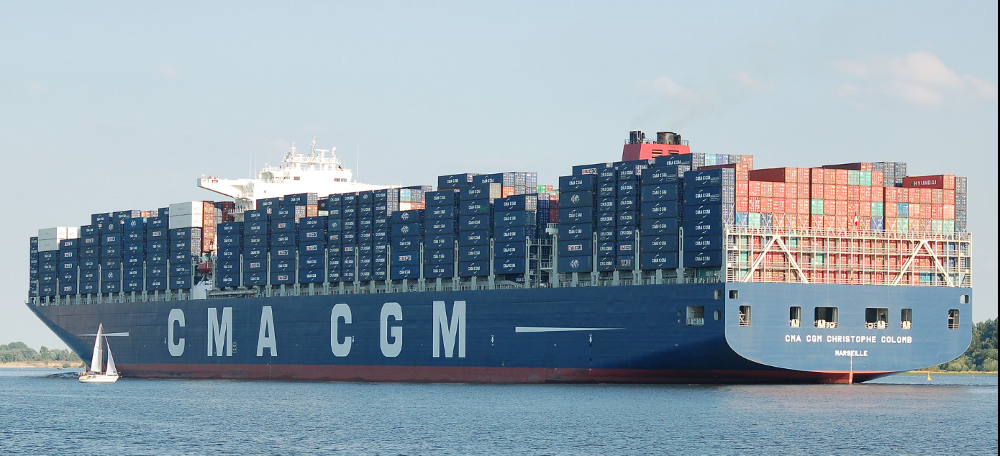 HYUNDAI
CMA CGM
CMA CGM CHRISTOPHE COLOMB
MARSEILLE